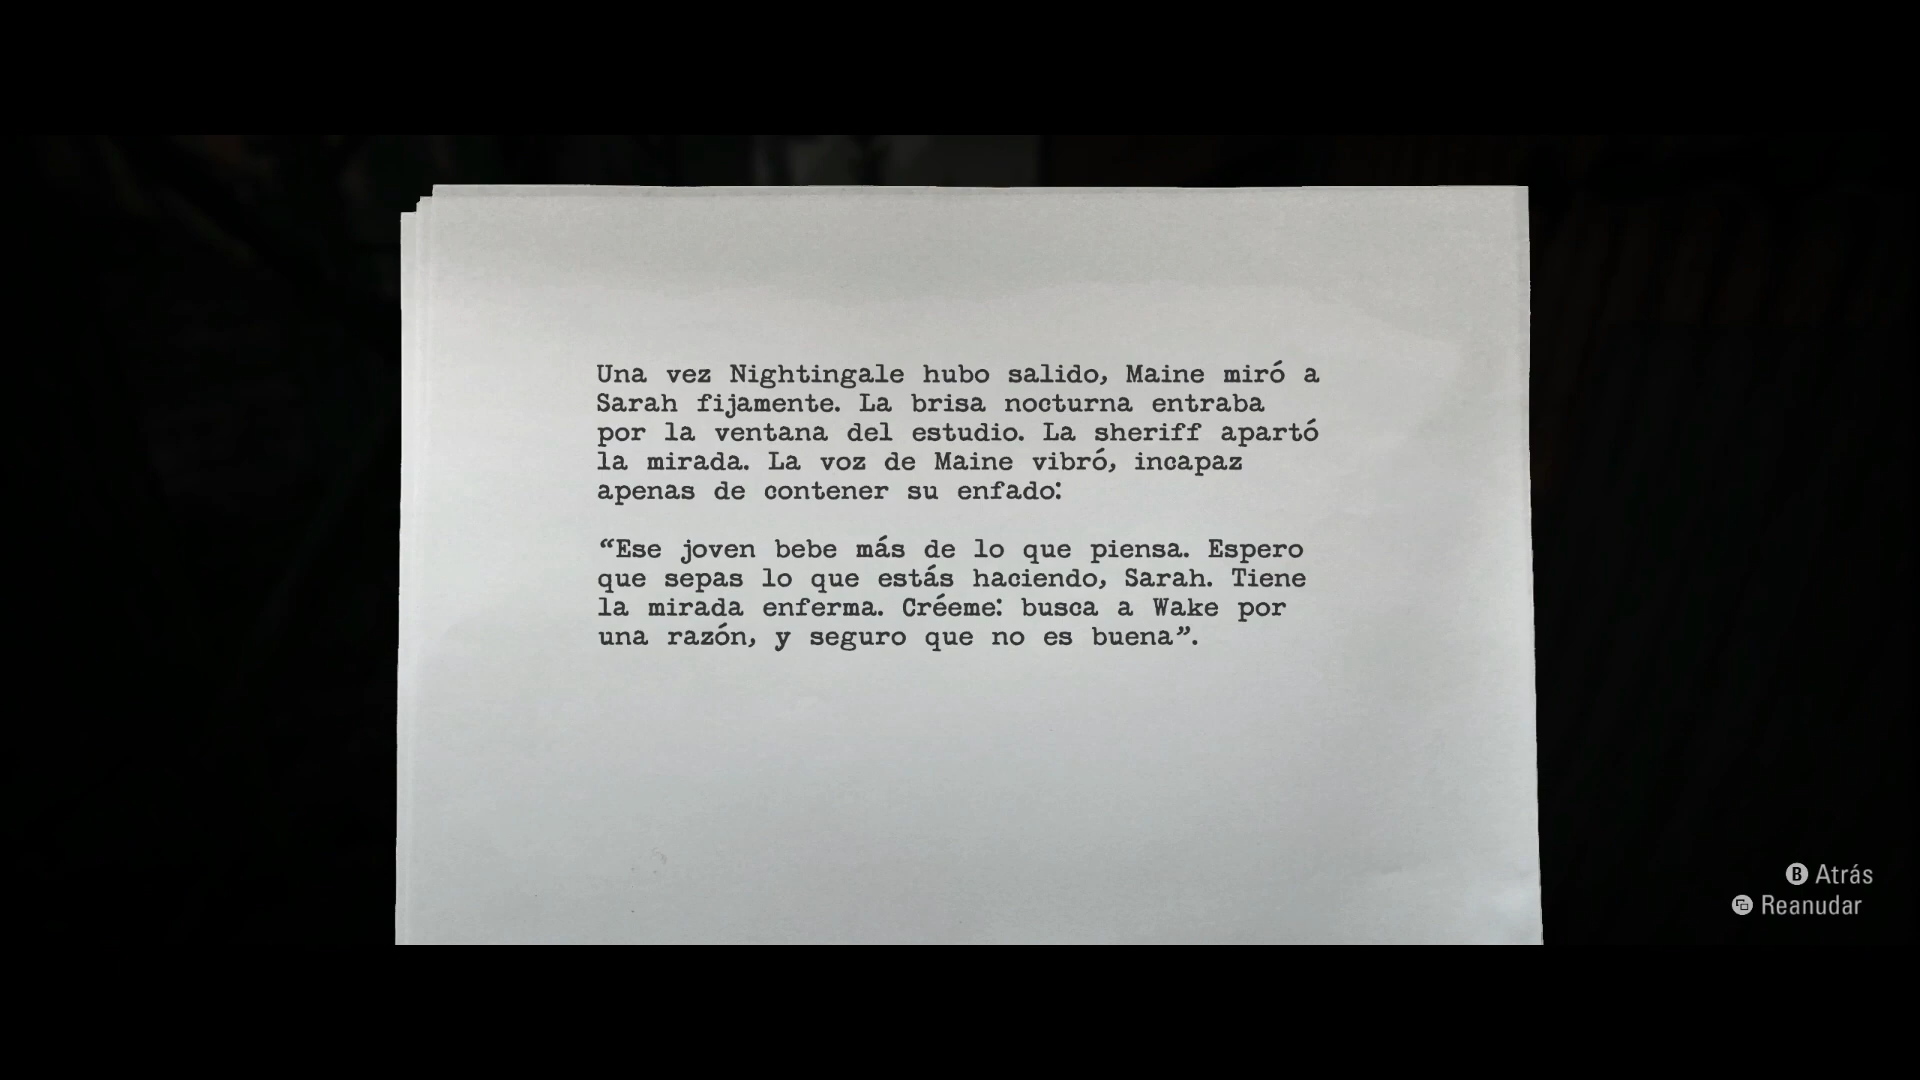 Una vez Nightingale hubo salido, Maine miró a
Sarah fijamente. La brisa nocturna entraba
por la ventana del estudio. La sheriff apartó
la mirada. La voz de Maine vibró, incapaz
apenas de contener su enfado:
“Ese joven bebe más de lo que piensa. Espero
que sepas lo que estás haciendo, Sarah. Tiene
la mirada enferma. Créeme: busca a Wake por
una razón, y seguro que no es buena”.
B Atrás
Reanudar